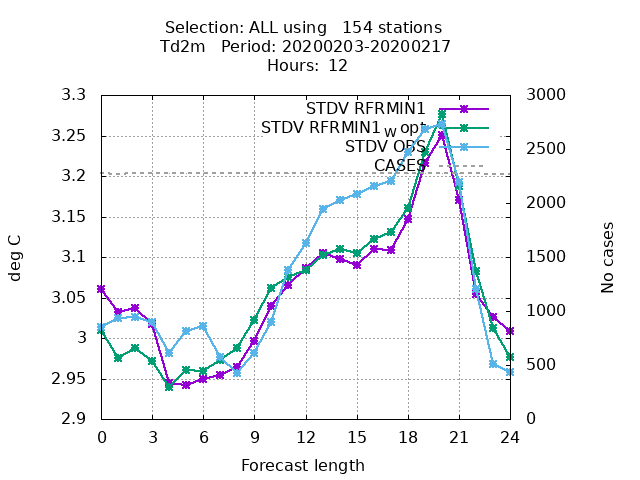 Selection: ALL using   154 stations
Td2m   Period: 20200203-20200217
Hours: 12
3.3
3.25
3.2
3.15
3.1
3.05
3
2.95
2.9
deg C
STDV RFRMIN1
STDV RFRMIN1 w opt
STDV OBS
CASES
3000
2500
2000
1500
1000
500
0
No cases
0 3 6 9 12 15 18 21 24
Forecast length